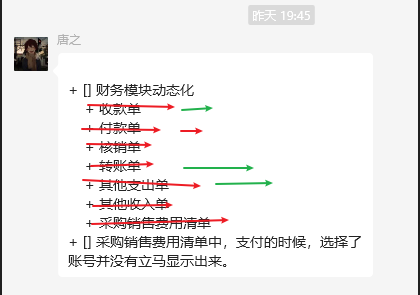 昨天 19:45
唐之
+ [] 财务模块动态化
+ 收款单
+ 付款单
+ 核销单
+ 转账单
+ 其他支出单
+ 其他收入单
+ 采购销售费用清单
+ [] 采购销售费用清单中，支付的时候，选择了
账号并没有立马显示出来。